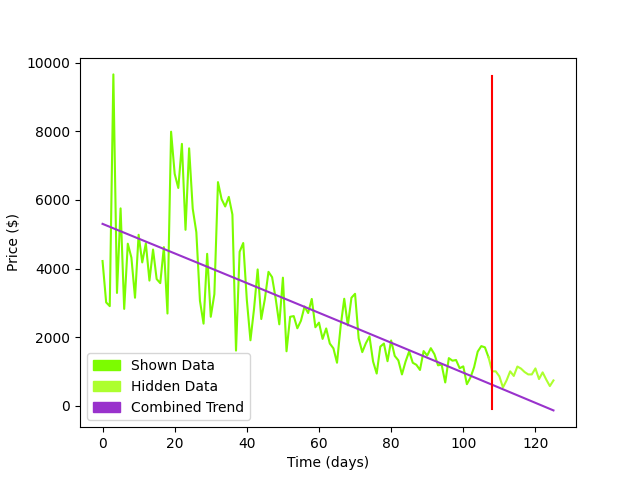 10000
8000
6000
4000
2000
0
Price ($)
Shown Data
Hidden Data
Combined Trend
0 20 40 60 80 100 120
Time (days)